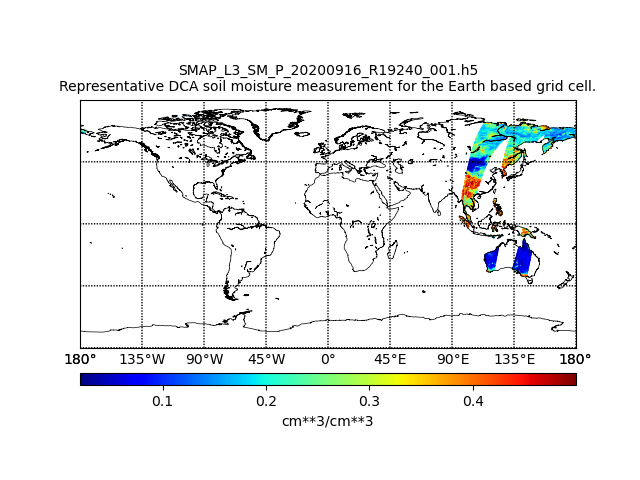 SMAP_L3_SM_P_20200916_R19240_001.h5
Representative DCA soil moisture measurement for the Earth based grid cell.
180° 135°W 90°W 45°W 0° 45°E 90°E 135°E 180°
0.1 0.2 0.3 0.4
cm**3/cm**3